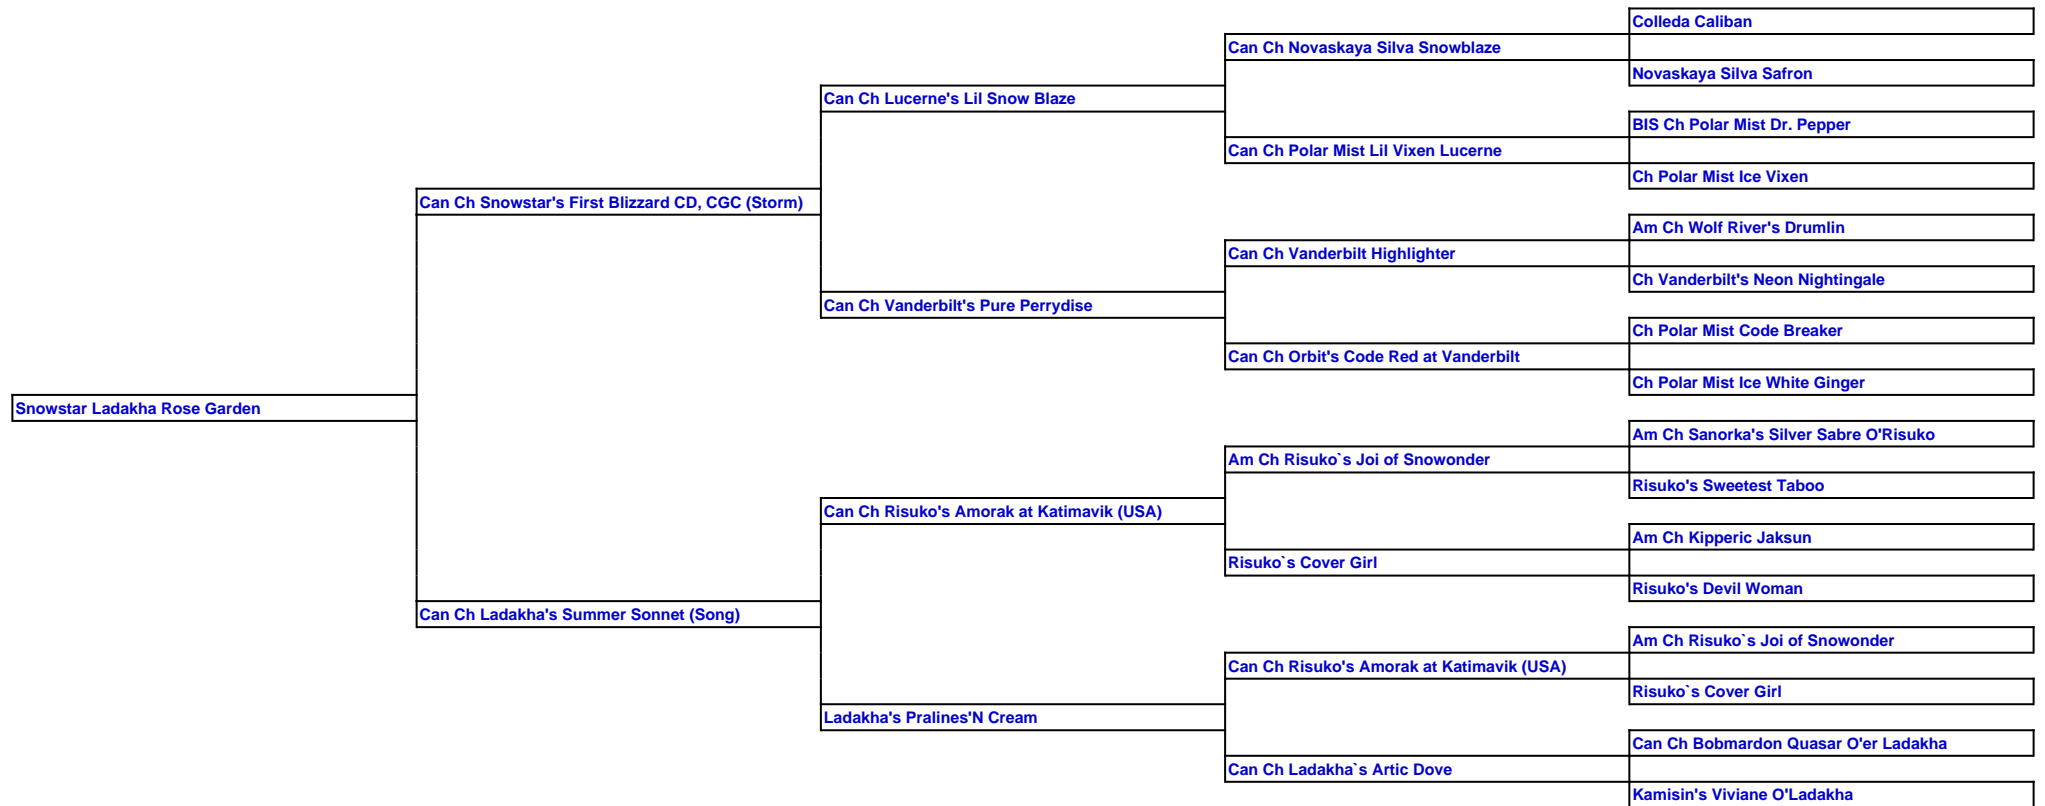 Colleda Caliban
Can Ch Novaskaya Silva Snowblaze
Novaskaya Silva Safron
Can Ch Lucerne's Lil Snow Blaze
BIS Ch Polar Mist Dr. Pepper
Can Ch Polar Mist Lil Vixen Lucerne
Ch Polar Mist Ice Vixen
Can Ch Snowstar's First Blizzard CD, CGC (Storm)
Am Ch Wolf River's Drumlin
Can Ch Vanderbilt Highlighter
Ch Vanderbilt's Neon Nightingale
Can Ch Vanderbilt's Pure Perrydise
Ch Polar Mist Code Breaker
Can Ch Orbit's Code Red at Vanderbilt
Ch Polar Mist Ice White Ginger
Snowstar Ladakha Rose Garden
Am Ch Sanorka's Silver Sabre O'Risuko
Am Ch Risuko`s Joi of Snowonder
Risuko's Sweetest Taboo
Can Ch Risuko's Amorak at Katimavik (USA)
Am Ch Kipperic Jaksun
Risuko`s Cover Girl
Risuko's Devil Woman
Can Ch Ladakha's Summer Sonnet (Song)
Am Ch Risuko`s Joi of Snowonder
Can Ch Risuko's Amorak at Katimavik (USA)
Risuko`s Cover Girl
Ladakha's Pralines'N Cream
Can Ch Bobmardon Quasar O'er Ladakha
Can Ch Ladakha`s Artic Dove
Kamisin's Viviane O'Ladakha